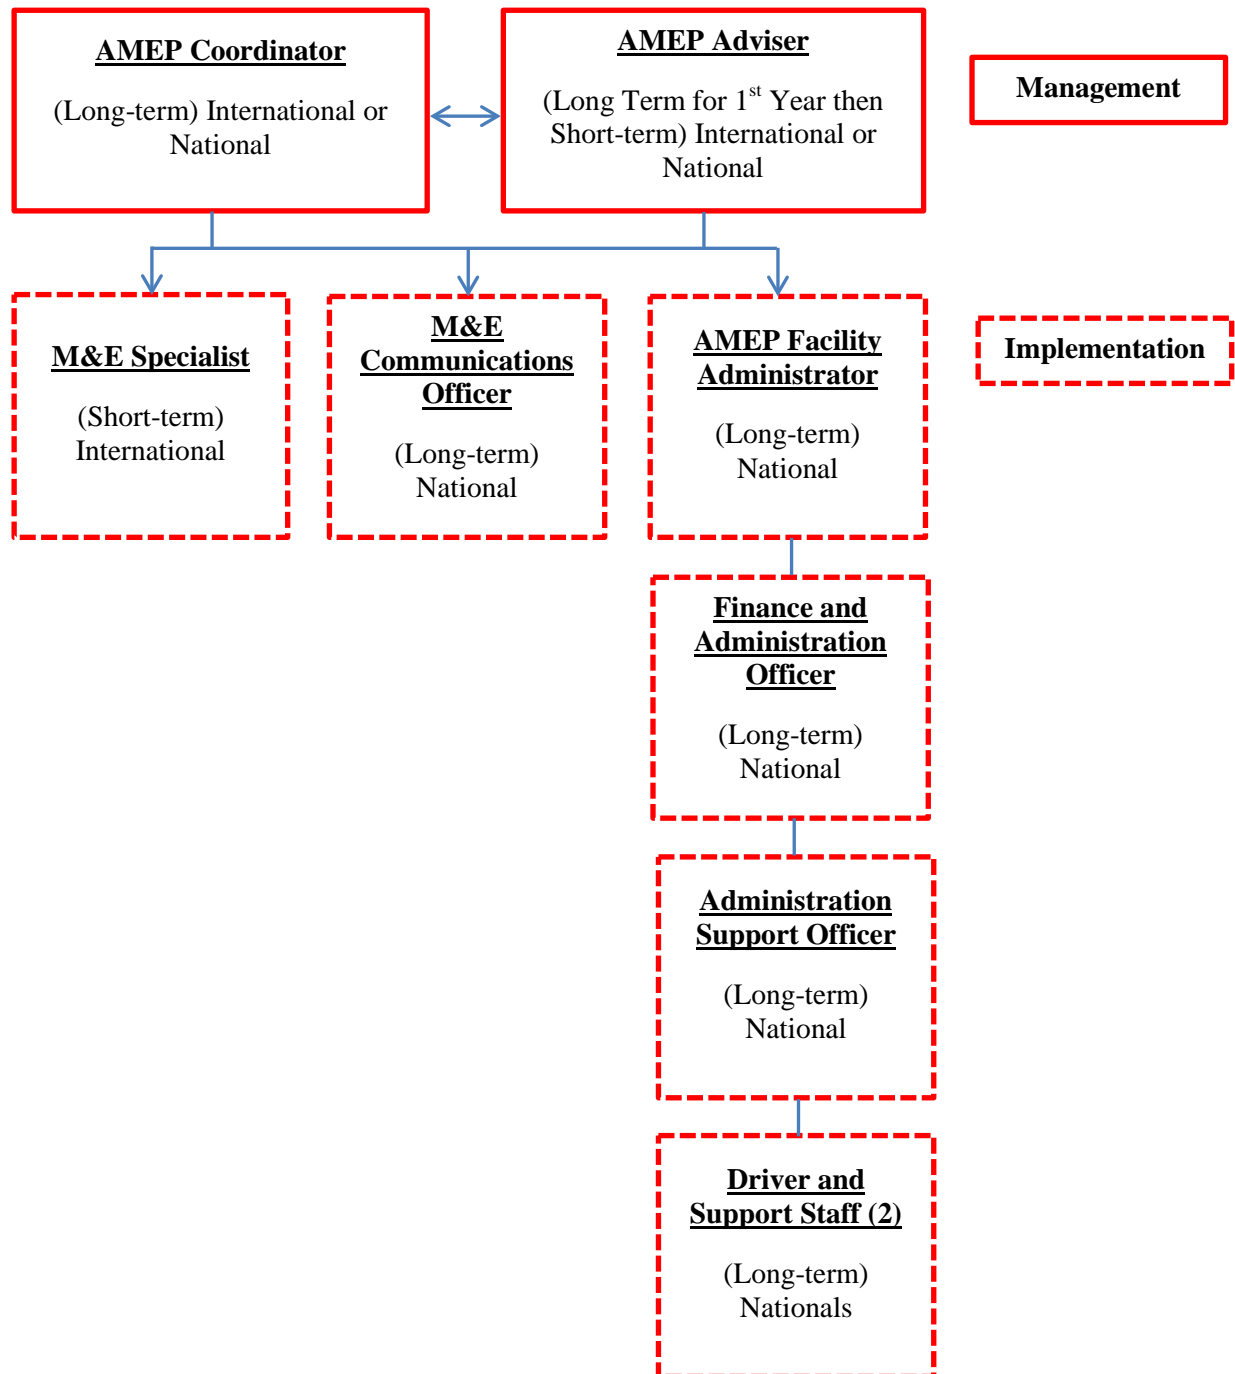 AMEP Coordinator
(Long-term) International or
National
AMEP Adviser
(Long Term for 1st Year then
Short-term) International or
National
Management
M&E Specialist
(Short-term)
International
M&E
Communications
Officer
(Long-term)
National
AMEP Facility
Administrator
(Long-term)
National
Implementation
Finance and
Administration
Officer
(Long-term)
National
Administration
Support Officer
(Long-term)
National
Driver and
Support Staff (2)
(Long-term)
Nationals